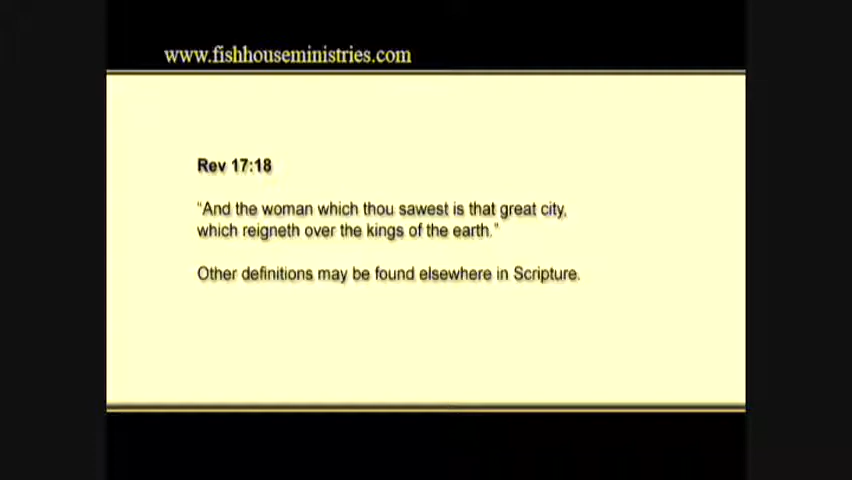 www.fishhouseministries.com
Rev 17:18
"And the woman which thou sawest is that great city,
which reigneth over the kings of the earth."
Other definitions may be found elsewhere in Scripture.